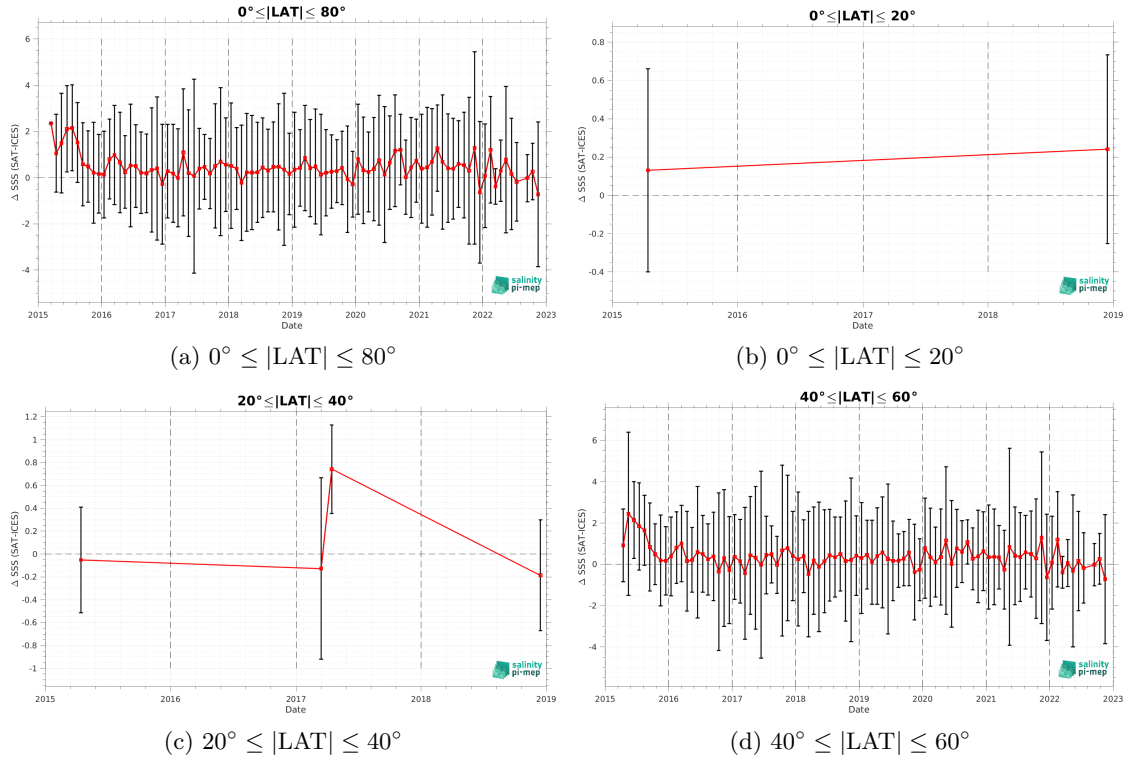 0°≤|LAT|≤ 80°
Δ SSS (SAT-ICES)
6
4
2
0
-2
-4
2015 2016 2017 2018 2019 2020 2021 2022 2023
Date
salinity
pi-mep
(a) 0° ≤ |LAT| ≤ 80°
0°≤|LAT|≤ 20°
Δ SSS (SAT-ICES)
0.8
0.6
0.4
0.2
0
-0.2
-0.4
2015 2016 2017 2018 2019
Date
salinity
pi-mep
(b) 0° ≤ |LAT| ≤ 20°
20°≤|LAT|≤ 40°
Δ SSS (SAT-ICES)
1.2
1
0.8
0.6
0.4
0.2
0
-0.2
-0.4
-0.6
-0.8
-1
2015 2016 2017 2018 2019
Date
salinity
pi-mep
(c) 20° ≤ |LAT| ≤ 40°
40°≤|LAT|≤ 60°
Δ SSS (SAT-ICES)
6
4
2
0
-2
-4
2015 2016 2017 2018 2019 2020 2021 2022 2023
Date
salinity
pi-mep
(d) 40° ≤ |LAT| ≤ 60°